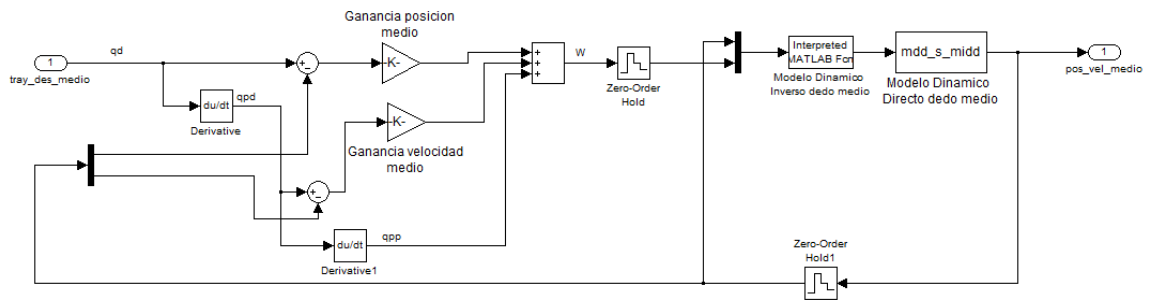 Ganancia posicion
medio
qd
1
tray_des_medio
+
-
-K-
+
+
+
W
Zero-Order
Hold
Interpreted
MATLAB Fcn
Modelo Dinamico
Inverso dedo medio
mdd_s_midd
Modelo Dinamico
Directo dedo medio
1
pos_vel_medio
du/dt
qpd
Derivative
-K-
Ganancia velocidad
medio
+
-
du/dt
qpp
Derivative1
Zero-Order
Hold1